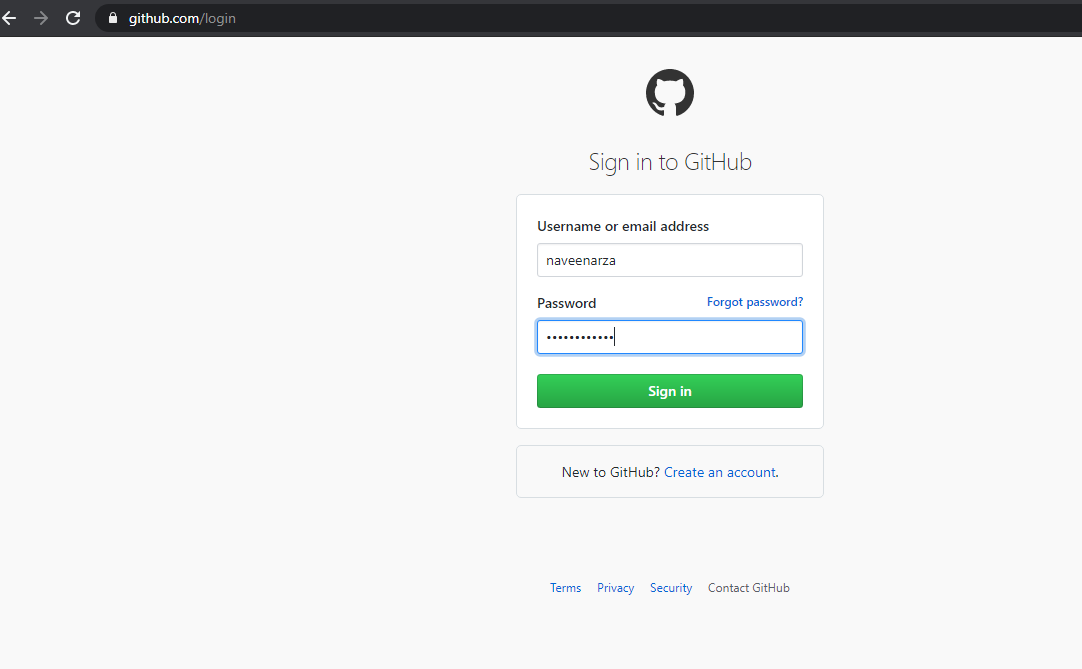 github.com/login
Sign in to GitHub
Username or email address
naveenarza
Password Forgot password?
••••••••••••
Sign in
New to GitHub? Create an account.
Terms Privacy Security Contact GitHub